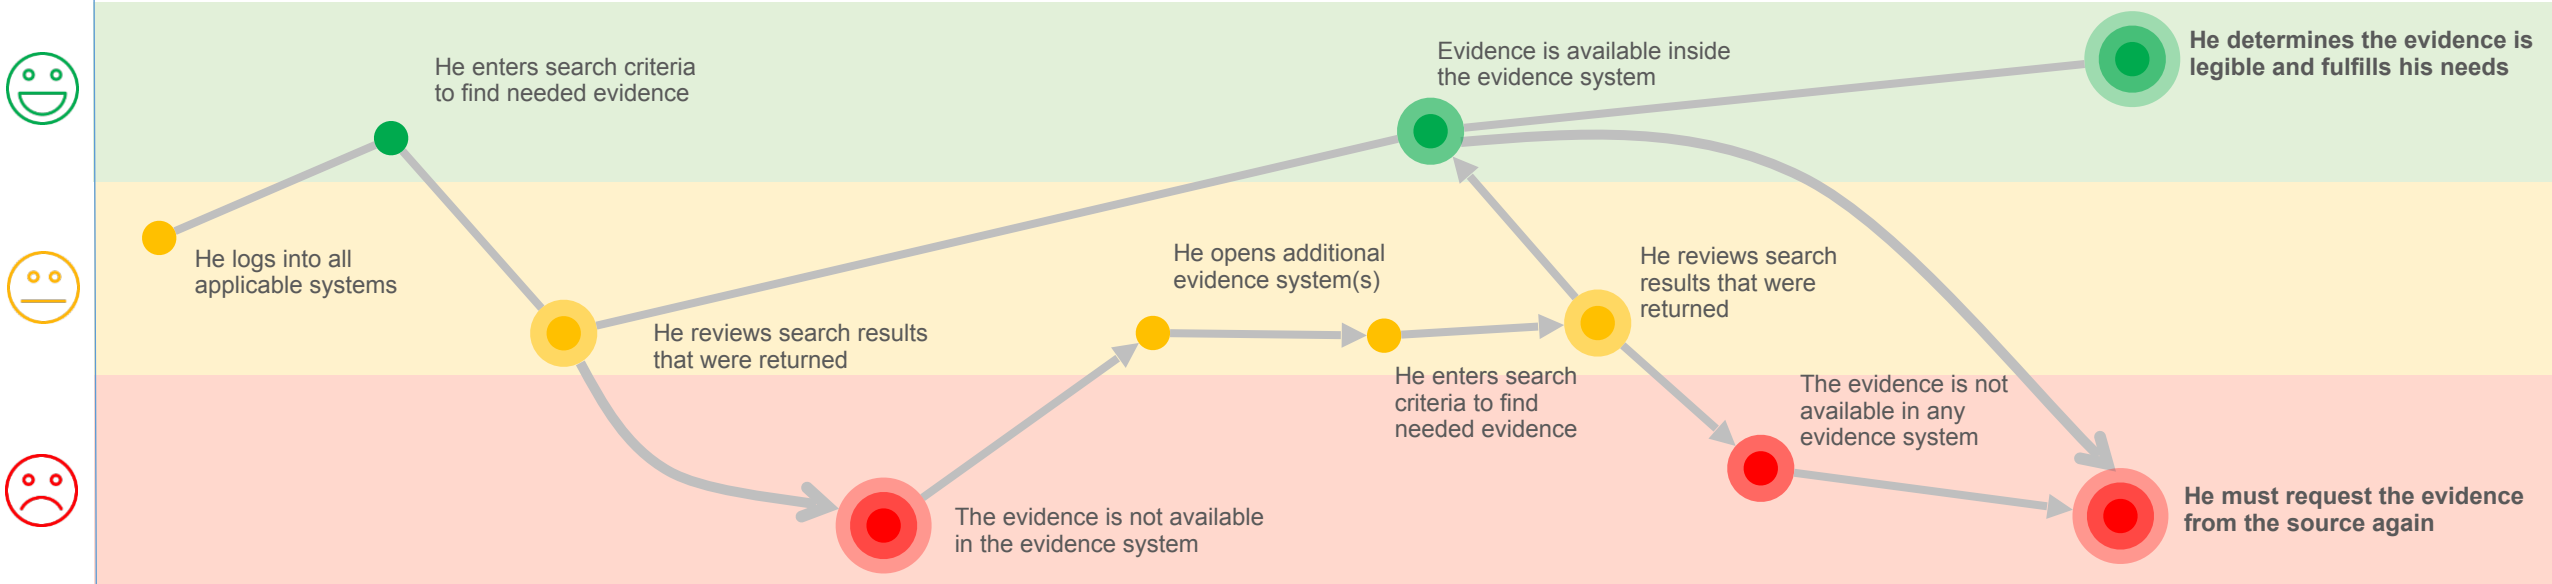 He enters search criteria
to find needed evidence
He logs into all
applicable systems
He reviews search results
that were returned
The evidence is not available
in the evidence system
He opens additional
evidence system(s)
He enters search
criteria to find
needed evidence
Evidence is available inside
the evidence system
He reviews search
results that were
returned
The evidence is not
available in any
evidence system
He determines the evidence is
legible and fulfills his needs
He must request the evidence
from the source again